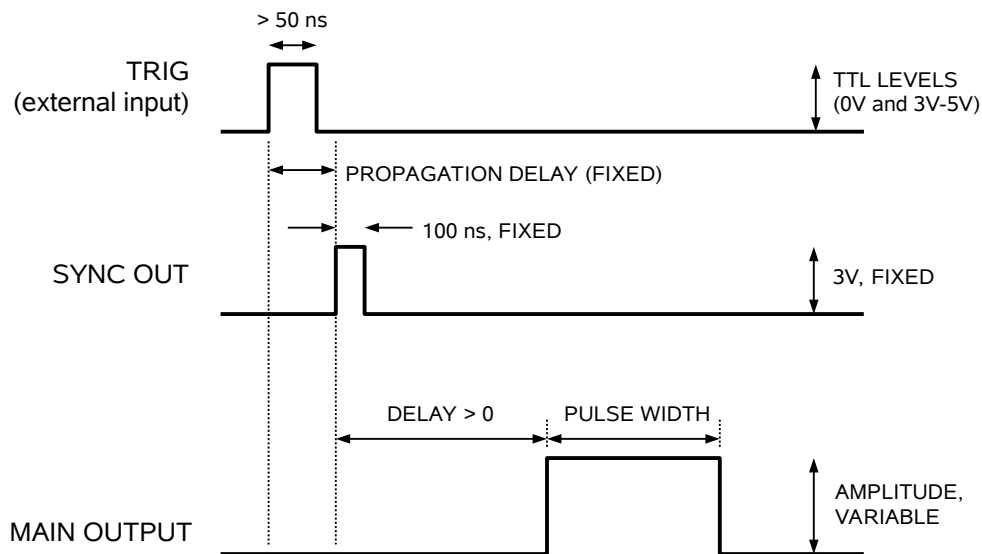 > 50 ns
TRIG
(external input)
TTL LEVELS
(0V and 3V-5V)
PROPAGATION DELAY (FIXED)
100 ns, FIXED
SYNC OUT
3V, FIXED
DELAY > 0
PULSE WIDTH
AMPLITUDE,
VARIABLE
MAIN OUTPUT